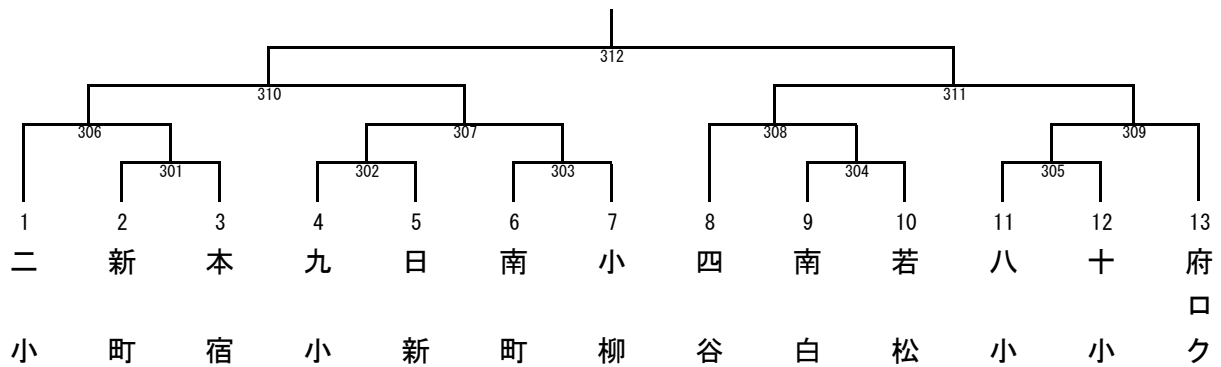 312
310 311
306 307 308 309
301 302 303 304 305
1 2 3 4 5 6 7 8 9 10 11 12 13
二小
新町
本宿
九小
日新
南町
小柳
四谷
南白
若松
八小
十小
府ロク